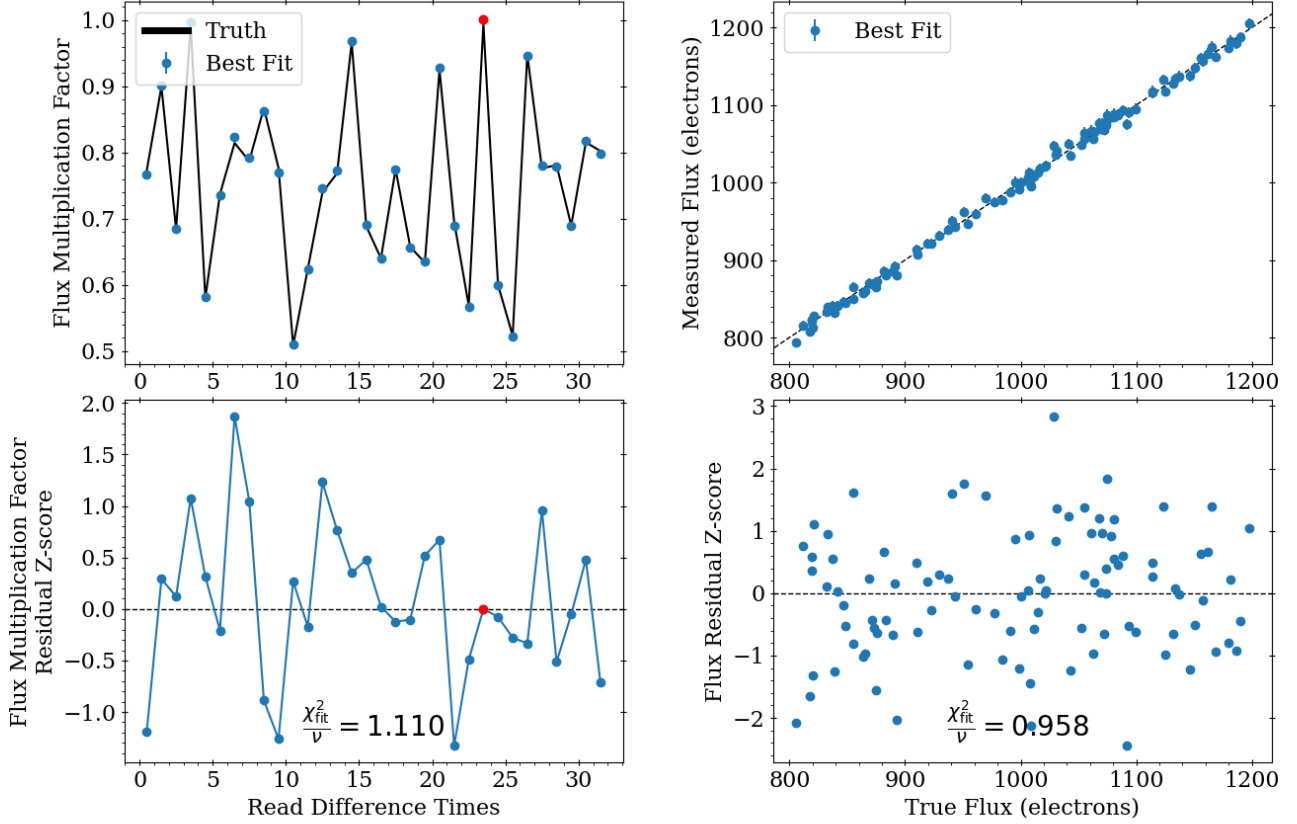 Flux Multiplication Factor
1.0
0.9
0.8
0.7
0.6
0.5
Truth
Best Fit
0 5 10 15 20 25 30
Measured Flux (electrons)
1200
1100
1000
900
800
Best Fit
800 900 1000 1100 1200
Flux Multiplication Factor
Residual Z-score
2.0
1.5
1.0
0.5
0.0
−0.5
−1.0
χ²fit/ν = 1.110
0 5 10 15 20 25 30
Read Difference Times
Flux Residual Z-score
3
2
1
0
−1
−2
χ²fit/ν = 0.958
800 900 1000 1100 1200
True Flux (electrons)